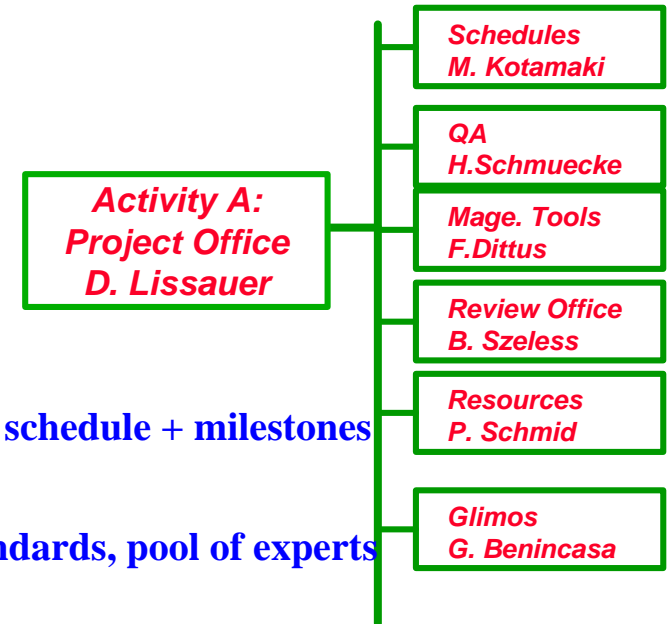 Schedules
M. Kotamaki
QA
H.Schmuecke
Activity A:
Project Office
D. Lissauer
Mage. Tools
F.Dittus
Review Office
B. Szeless
Resources
P. Schmid
schedule + milestones
Glimos
G. Benincasa
ndards, pool of experts